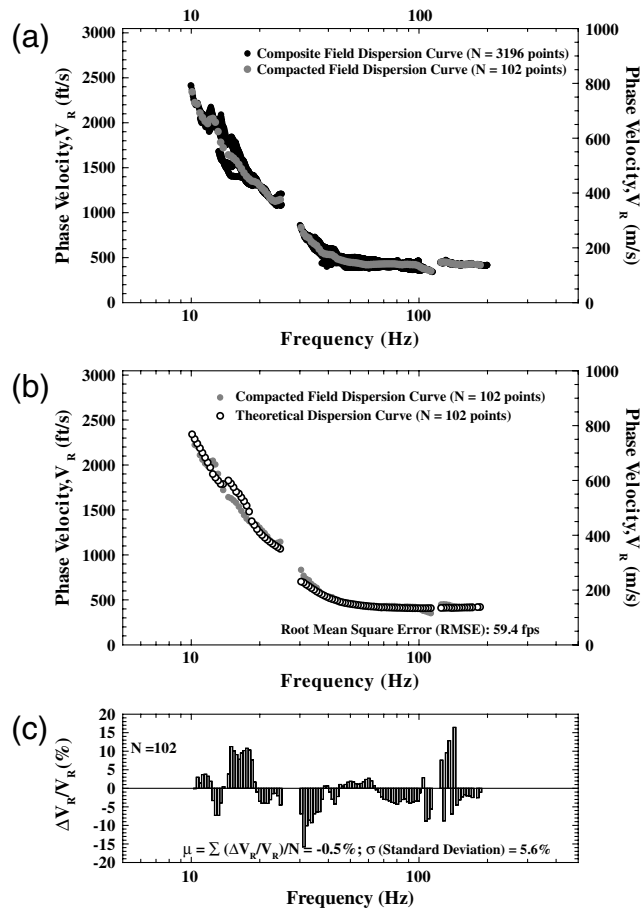 (a)
10 100
3000
2500
2000
1500
1000
500
0
Phase Velocity,V_R (ft/s)
Composite Field Dispersion Curve (N = 3196 points)
Compacted Field Dispersion Curve (N = 102 points)
1000
800
600
400
200
0
Phase Velocity,V_R (m/s)
10 100
Frequency (Hz)
(b)
3000
2500
2000
1500
1000
500
0
Phase Velocity,V_R (ft/s)
Compacted Field Dispersion Curve (N = 102 points)
Theoretical Dispersion Curve (N = 102 points)
Root Mean Square Error (RMSE): 59.4 fps
1000
800
600
400
200
0
Phase Velocity,V_R (m/s)
10 100
Frequency (Hz)
(c)
20
15
10
5
0
-5
-10
-15
-20
ΔV_R/V_R(%)
N =102
μ = ∑ (ΔV_R/V_R)/N = -0.5% ; σ (Standard Deviation) = 5.6%
10 100
Frequency (Hz)